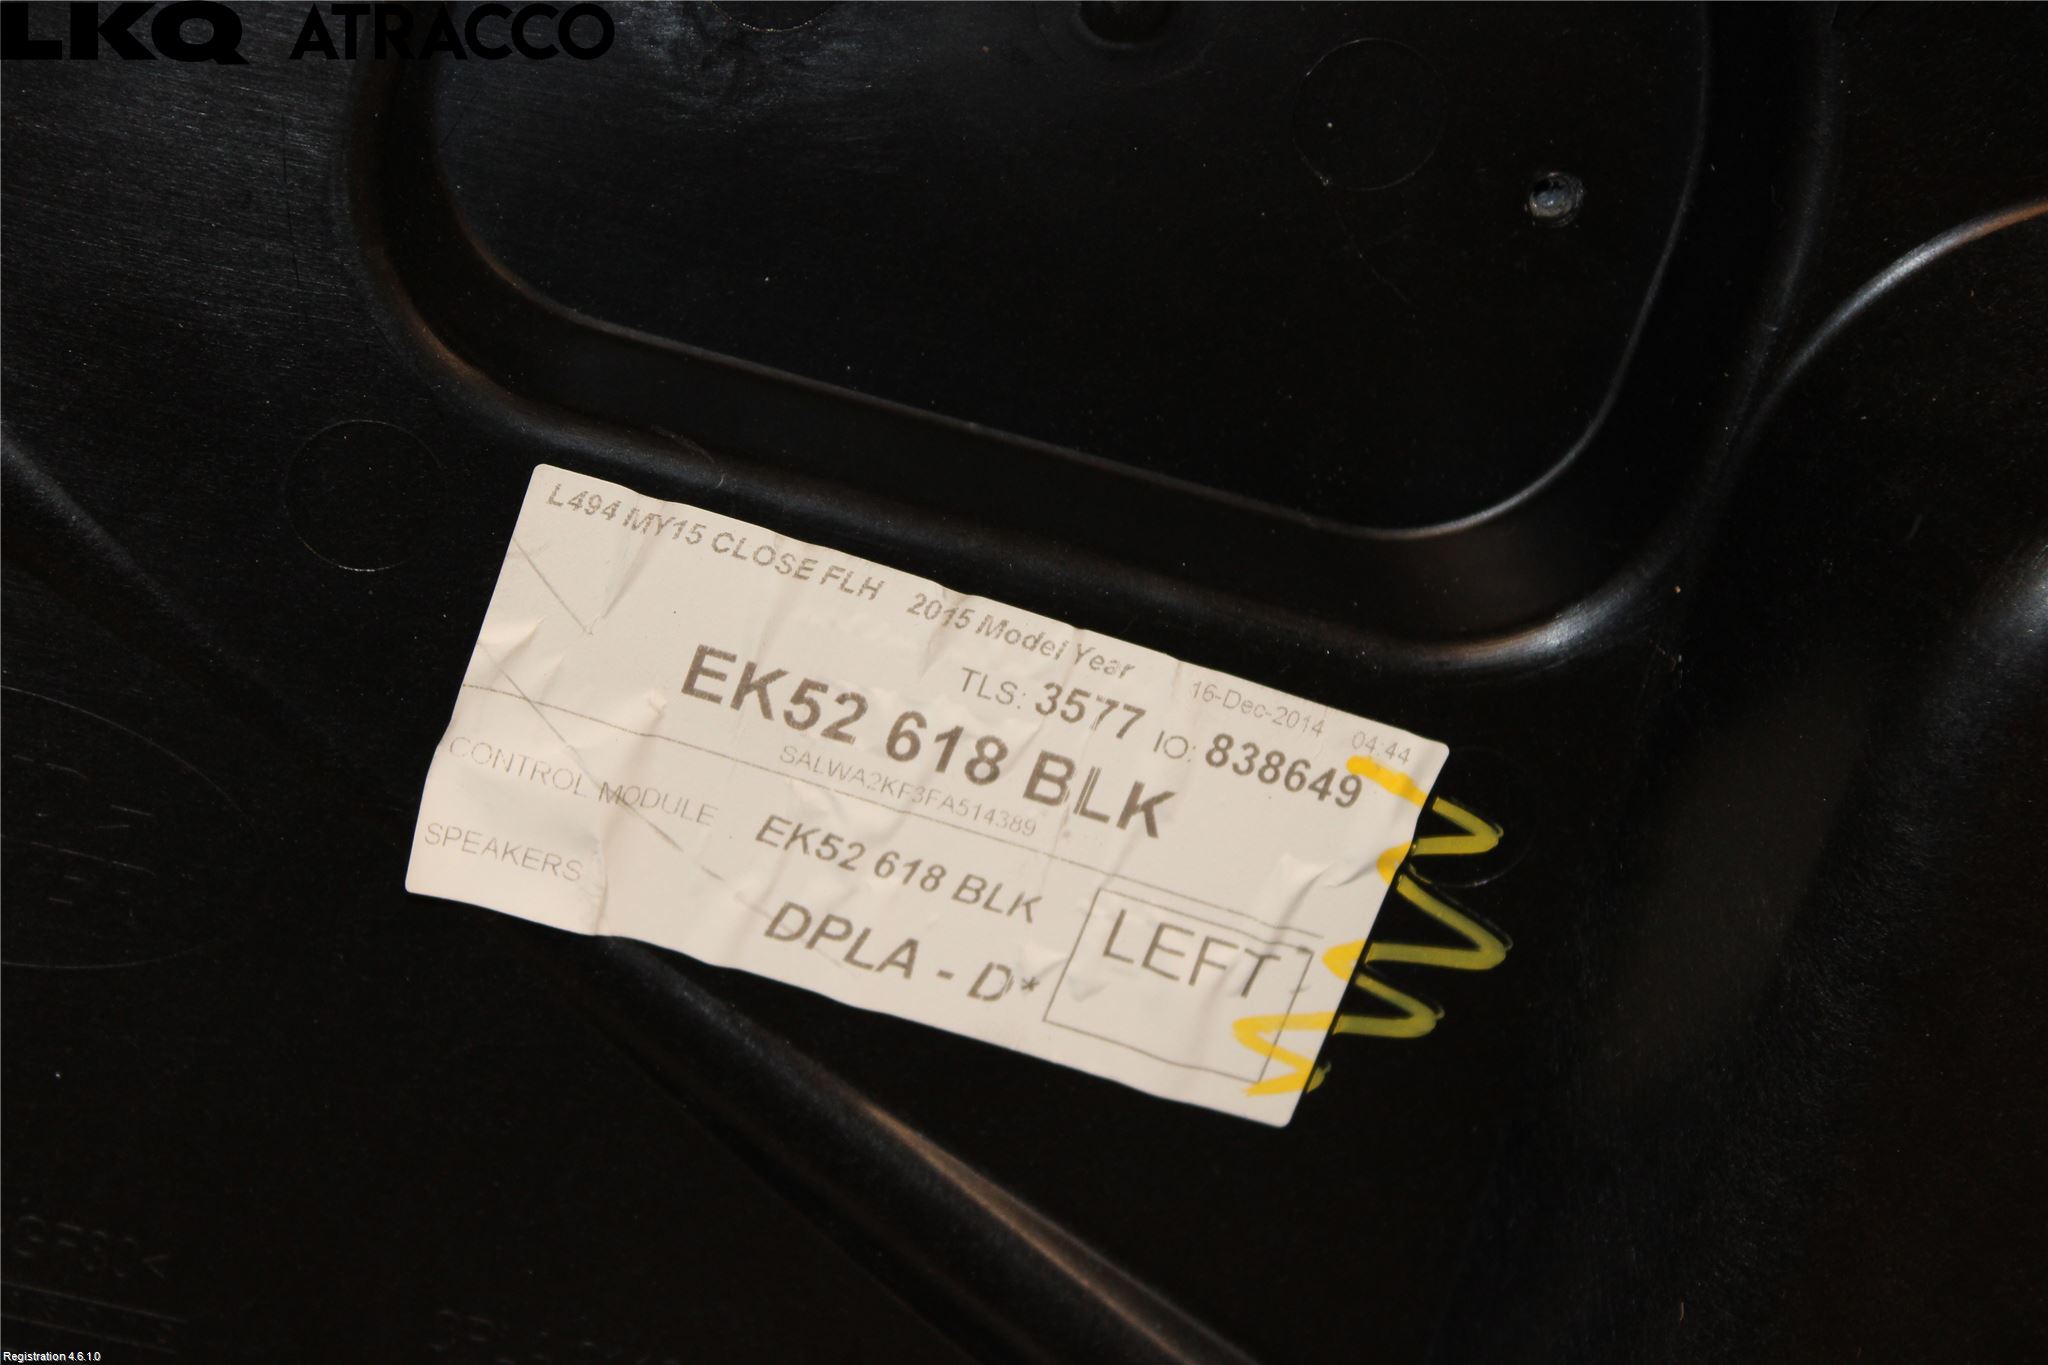 LKQ ATRACCO
L494 MY15 CLOSE FLH 2015 Model Year 16-Dec-2014 04:44
TLS: 3577 IO: 838649
EK52 618 BLK
SALWA2KF3FA514389
CONTROL MODULE EK52 618 BLK
SPEAKERS DPLA - D* LEFT
Registration 4.6.1.0